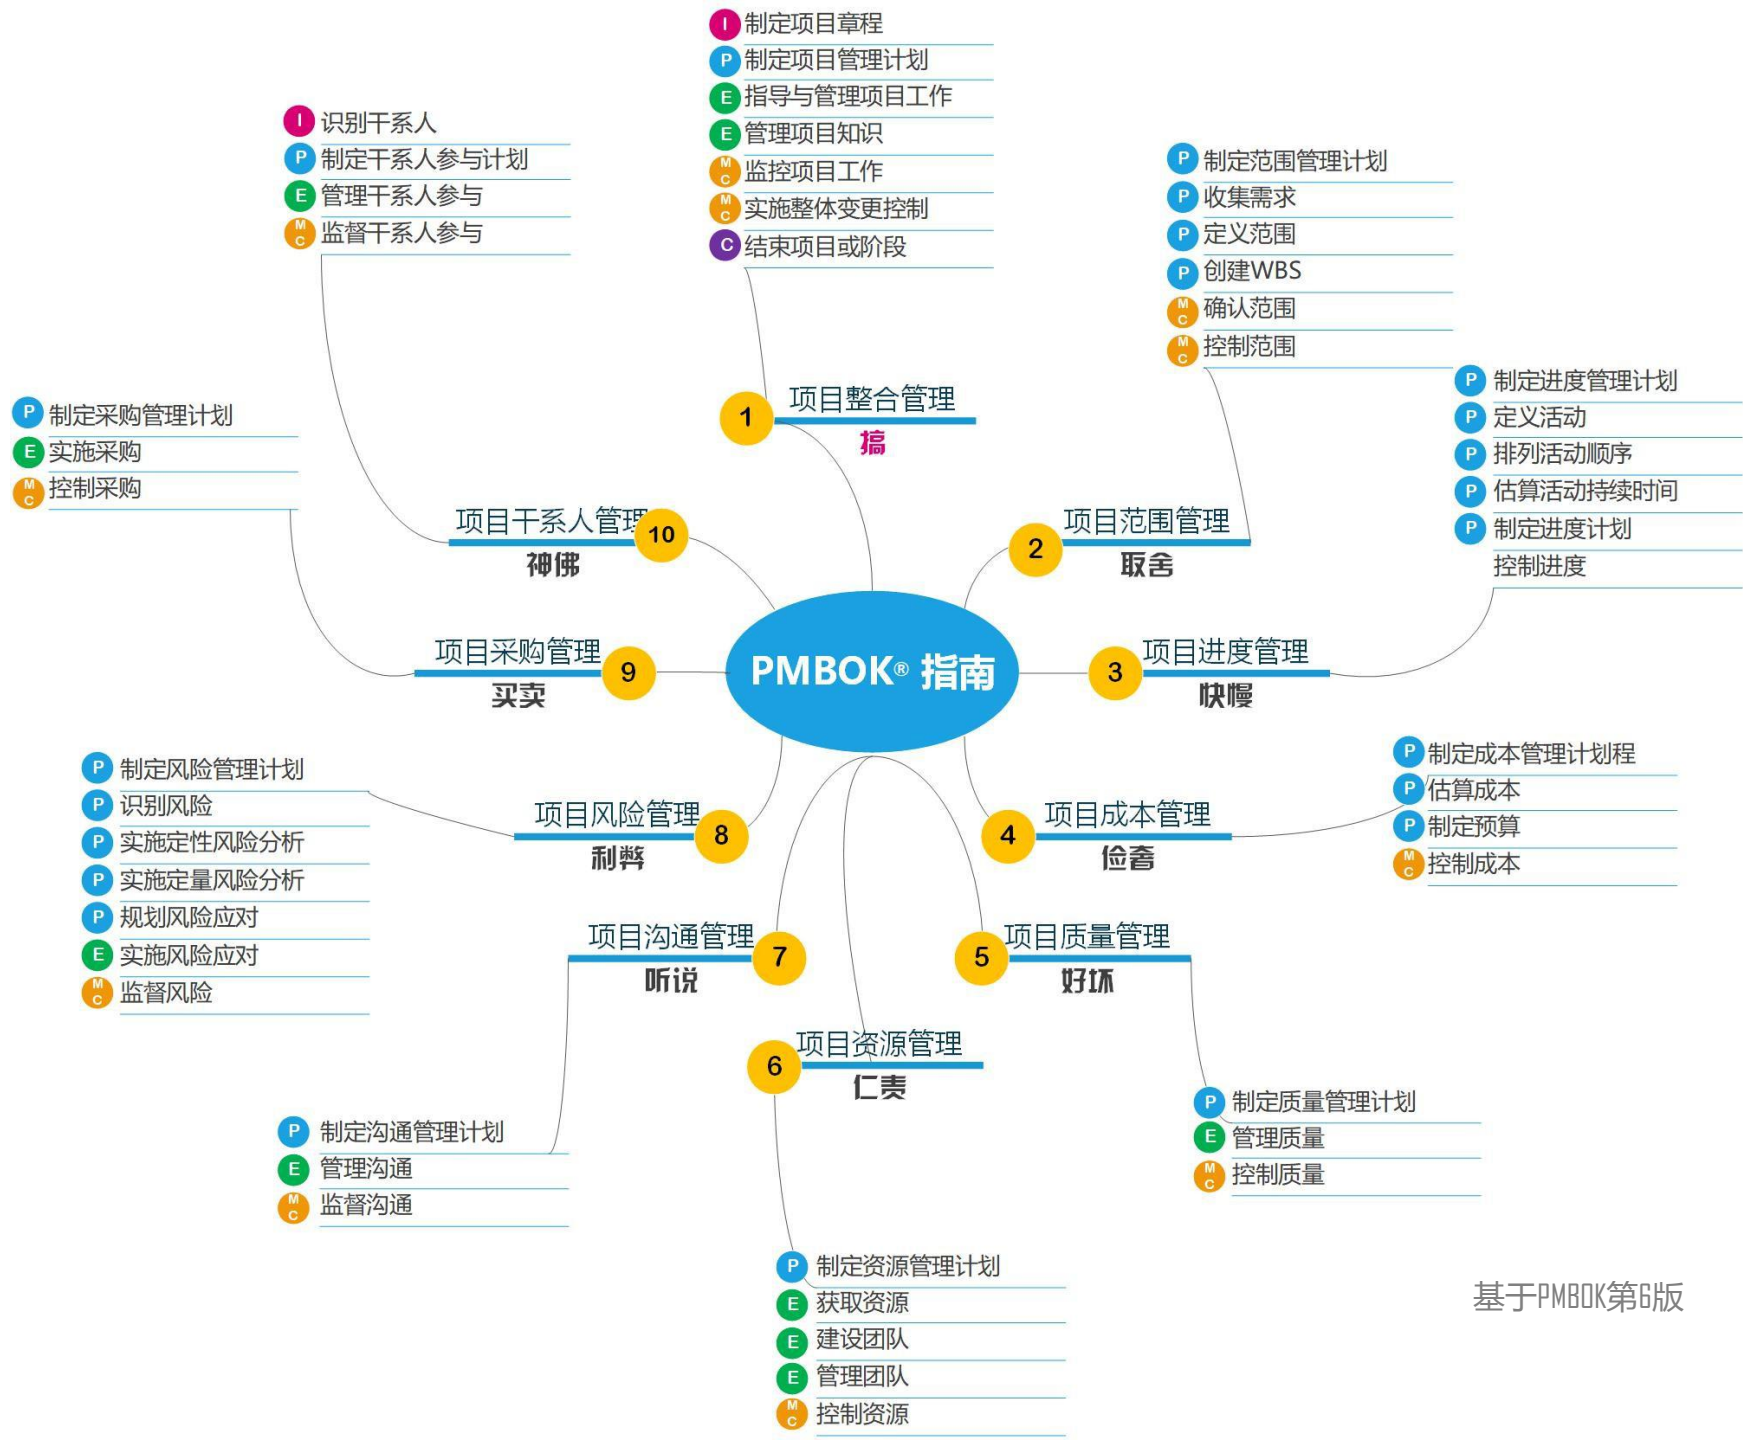 I 制定项目章程
P 制定项目管理计划
E 指导与管理项目工作
E 管理项目知识
MC 监控项目工作
MC 实施整体变更控制
C 结束项目或阶段
1 项目整合管理
搞
P 制定范围管理计划
P 收集需求
P 定义范围
P 创建WBS
MC 确认范围
MC 控制范围
2 项目范围管理
取舍
P 制定进度管理计划
P 定义活动
P 排列活动顺序
P 估算活动持续时间
P 制定进度计划
控制进度
3 项目进度管理
快慢
P 制定成本管理计划程
P 估算成本
P 制定预算
MC 控制成本
4 项目成本管理
俭奢
5 项目质量管理
好坏
P 制定质量管理计划
E 管理质量
MC 控制质量
6 项目资源管理
仁责
P 制定资源管理计划
E 获取资源
E 建设团队
E 管理团队
MC 控制资源
项目沟通管理 7
听说
P 制定沟通管理计划
E 管理沟通
MC 监督沟通
项目风险管理 8
利弊
P 制定风险管理计划
P 识别风险
P 实施定性风险分析
P 实施定量风险分析
P 规划风险应对
E 实施风险应对
MC 监督风险
项目采购管理 9
买卖
P 制定采购管理计划
E 实施采购
MC 控制采购
项目干系人管理 10
神佛
I 识别干系人
P 制定干系人参与计划
E 管理干系人参与
MC 监督干系人参与
PMBOK® 指南
基于PMBOK第6版